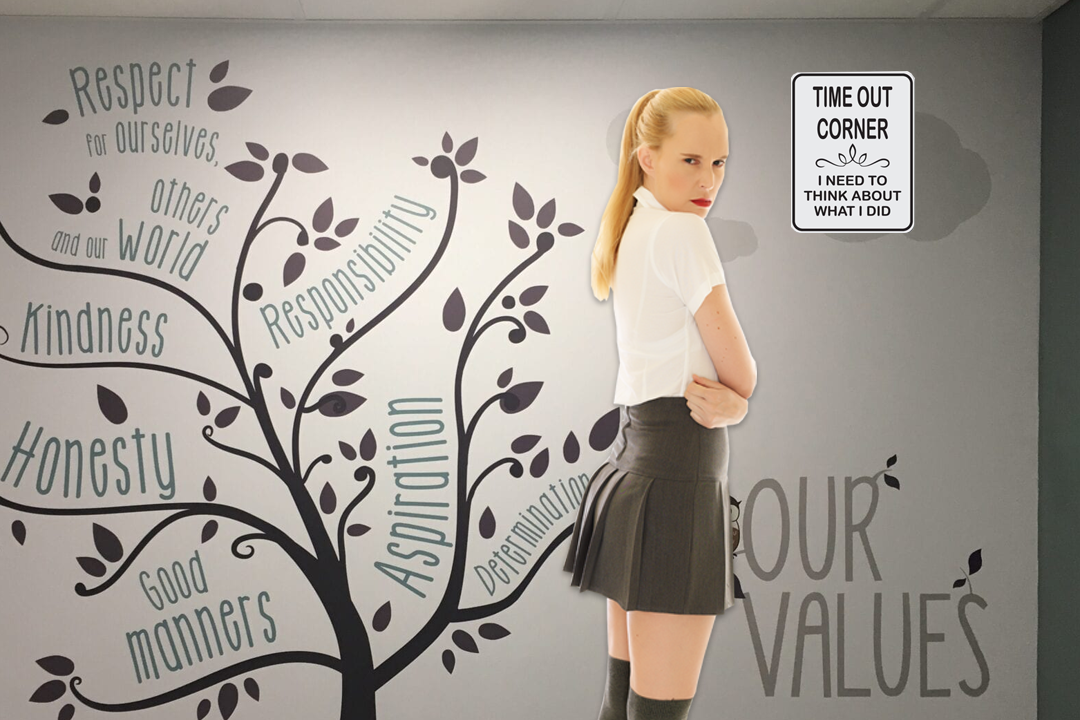 Respect
for ourselves,
others
and our World
Responsibility
Kindness
Honesty
Aspiration
Determination
Good
manners
OUR
VALUES
TIME OUT
CORNER
I NEED TO
THINK ABOUT
WHAT I DID